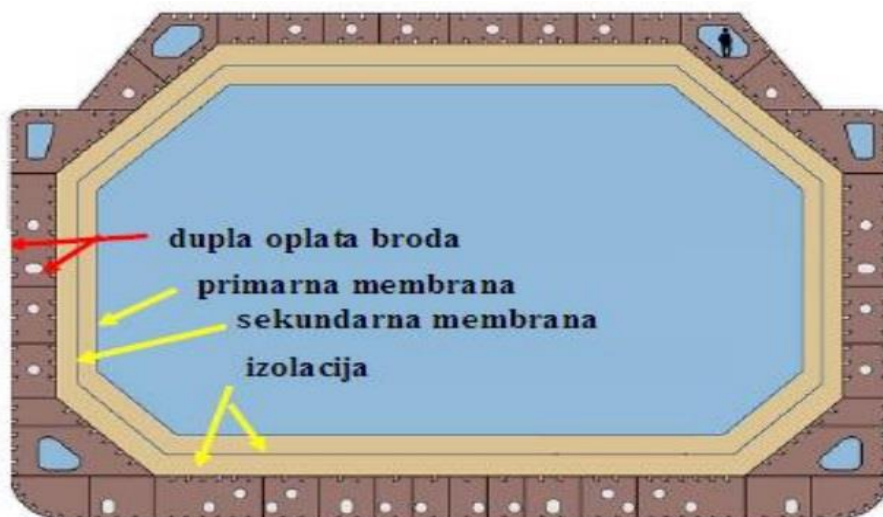 dupla oplata broda
primarna membrana
sekundarna membrana
izolacija